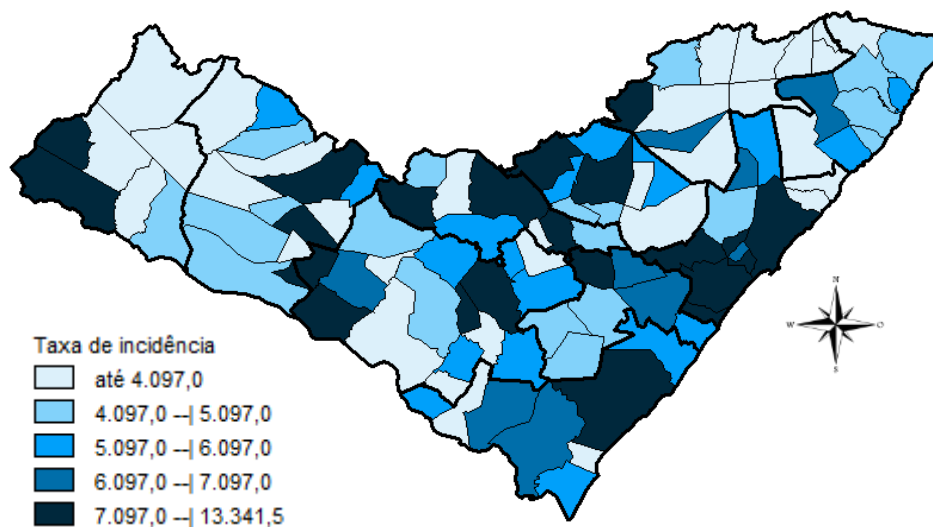 N
W
O
S
Taxa de incidência
até 4.097,0
4.097,0 --| 5.097,0
5.097,0 --| 6.097,0
6.097,0 --| 7.097,0
7.097,0 --| 13.341,5